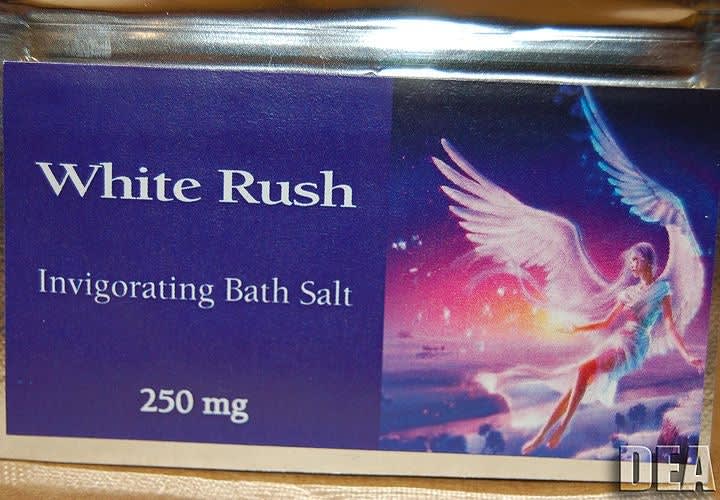 White Rush
Invigorating Bath Salt
250 mg
DEA